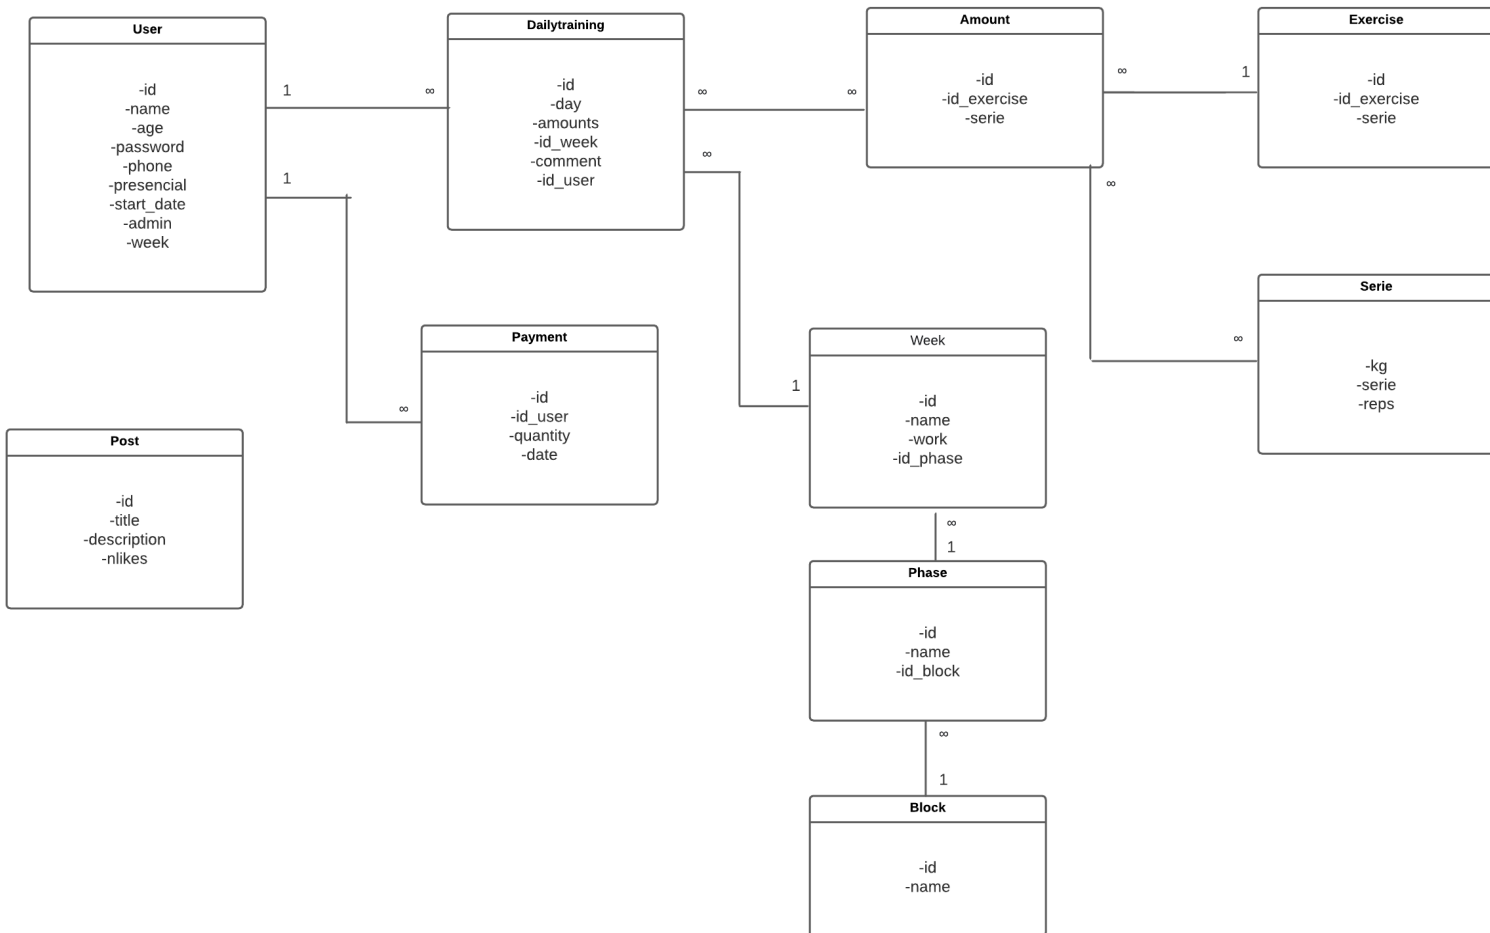 User
-id
-name
-age
-password
-phone
-presencial
-start_date
-admin
-week
1
∞
1
∞
Dailytraining
-id
-day
-amounts
-id_week
-comment
-id_user
∞
∞
∞
1
Amount
-id
-id_exercise
-serie
∞
1
∞
∞
Exercise
-id
-id_exercise
-serie
Serie
-kg
-serie
-reps
Payment
-id
-id_user
-quantity
-date
Week
-id
-name
-work
-id_phase
∞
1
Post
-id
-title
-description
-nlikes
Phase
-id
-name
-id_block
∞
1
Block
-id
-name